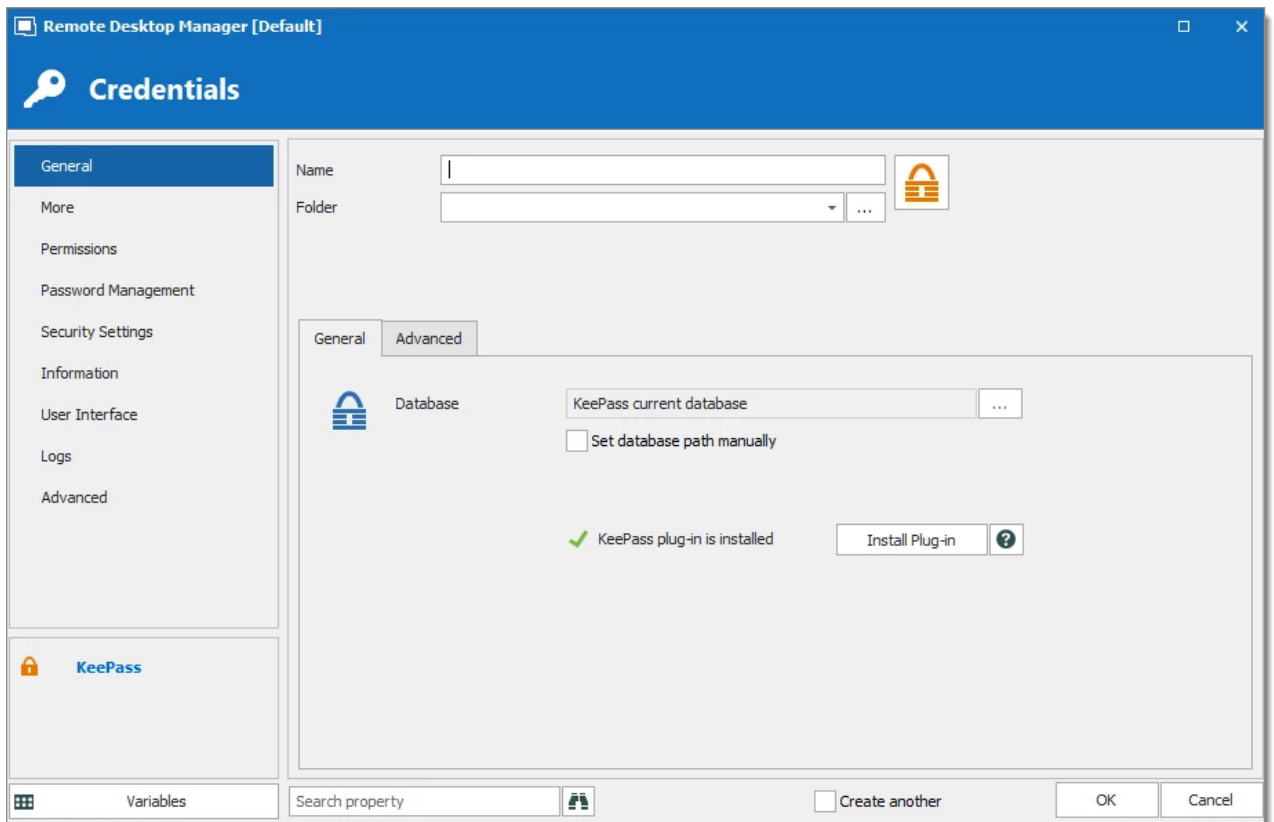 Remote Desktop Manager [Default]
Credentials
General
More
Permissions
Password Management
Security Settings
Information
User Interface
Logs
Advanced
KeePass
Variables
Name
Folder
...
General
Advanced
Database
KeePass current database
...
Set database path manually
KeePass plug-in is installed
Install Plug-in
?
Search property
Create another
OK
Cancel